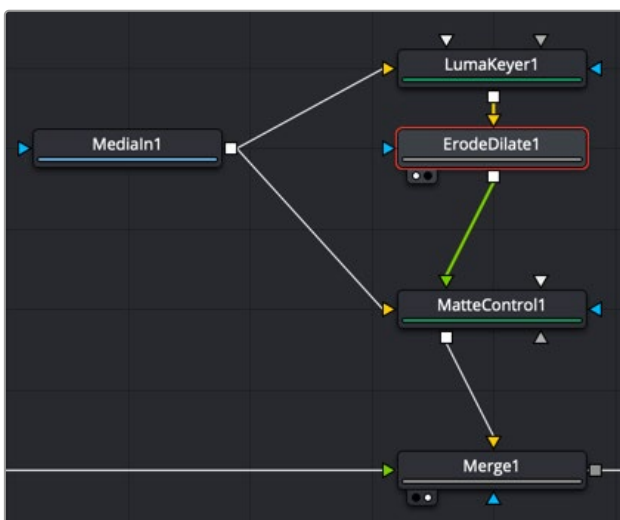 LumaKeyer1
MediaIn1
ErodeDilate1
MatteControl1
Merge1